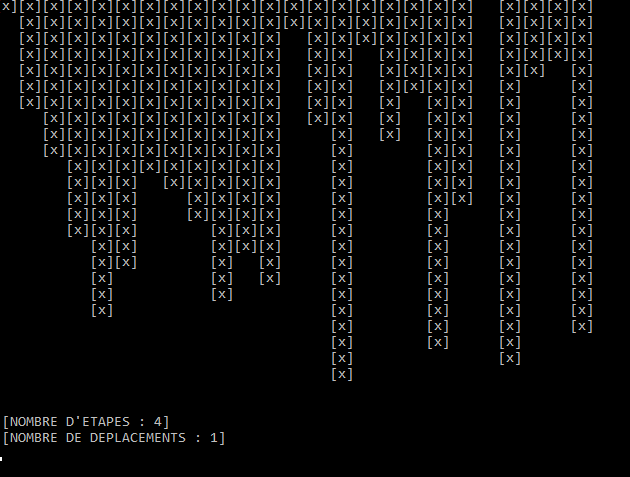 x][x][x][x][x][x][x][x][x][x][x][x][x][x][x][x][x][x][x][x] [x][x][x][x]
[x][x][x][x][x][x][x][x][x][x][x][x][x][x][x][x][x][x][x] [x][x][x][x]
[x][x][x][x][x][x][x][x][x][x][x] [x][x][x][x][x][x][x] [x][x][x][x]
[x][x][x][x][x][x][x][x][x][x][x] [x][x] [x][x][x][x] [x][x][x][x]
[x][x][x][x][x][x][x][x][x][x][x] [x][x] [x][x][x][x] [x][x] [x]
[x][x][x][x][x][x][x][x][x][x][x] [x][x] [x][x][x][x] [x] [x]
[x][x][x][x][x][x][x][x][x][x][x] [x][x] [x] [x][x] [x] [x]
[x][x][x][x][x][x][x][x][x][x] [x][x] [x] [x][x] [x] [x]
[x][x][x][x][x][x][x][x][x][x] [x] [x] [x][x] [x] [x]
[x][x][x][x][x][x][x][x][x][x] [x] [x][x] [x] [x]
[x][x][x][x][x][x][x][x][x] [x] [x][x] [x] [x]
[x][x][x] [x][x][x][x][x] [x] [x][x] [x] [x]
[x][x][x] [x][x][x][x] [x] [x][x] [x] [x]
[x][x][x] [x][x][x][x] [x] [x] [x] [x]
[x][x][x] [x][x][x] [x] [x] [x] [x]
[x][x] [x][x][x] [x] [x] [x] [x]
[x][x] [x] [x] [x] [x] [x] [x]
[x] [x] [x] [x] [x] [x] [x]
[x] [x] [x] [x] [x] [x]
[x] [x] [x] [x] [x]
[x] [x] [x] [x]
[x] [x] [x]
[x] [x]
[x]
[NOMBRE D'ETAPES : 4]
[NOMBRE DE DEPLACEMENTS : 1]